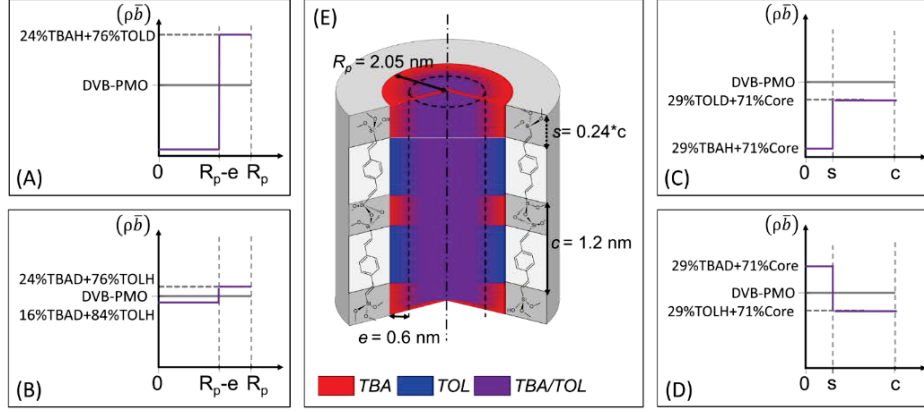 (ρb̄)
24%TBAH+76%TOLD
DVB-PMO
0
Rp-e
Rp
(A)
(ρb̄)
24%TBAD+76%TOLH
DVB-PMO
16%TBAD+84%TOLH
0
Rp-e
Rp
(B)
(E)
Rp = 2.05 nm
s= 0.24*c
c = 1.2 nm
e = 0.6 nm
TBA
TOL
TBA/TOL
(ρb̄)
DVB-PMO
29%TOLD+71%Core
29%TBAH+71%Core
0
s
c
(C)
(ρb̄)
29%TBAD+71%Core
DVB-PMO
29%TOLH+71%Core
0
s
c
(D)